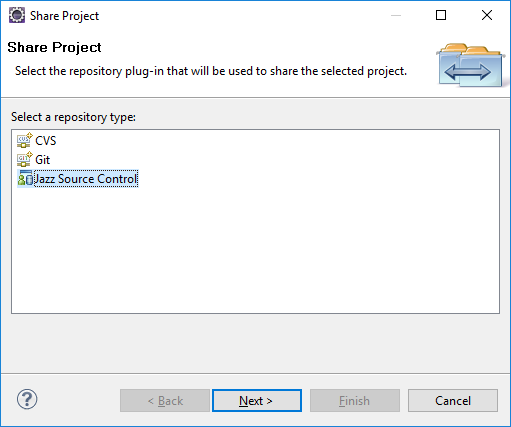 Share Project
Share Project
Select the repository plug-in that will be used to share the selected project.
Select a repository type:
CVS
Git
Jazz Source Control
< Back
Next >
Finish
Cancel